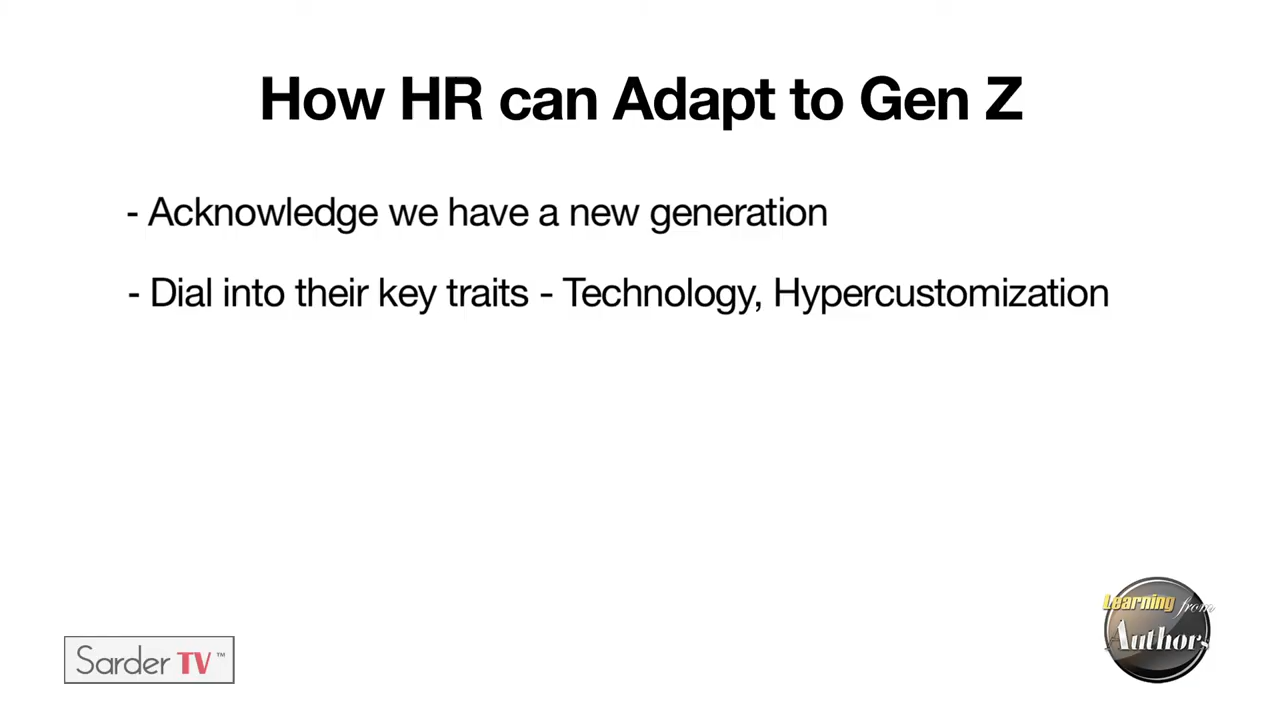 How HR can Adapt to Gen Z
- Acknowledge we have a new generation
- Dial into their key traits - Technology, Hypercustomization
Learning from
Authors
Sarder TV™